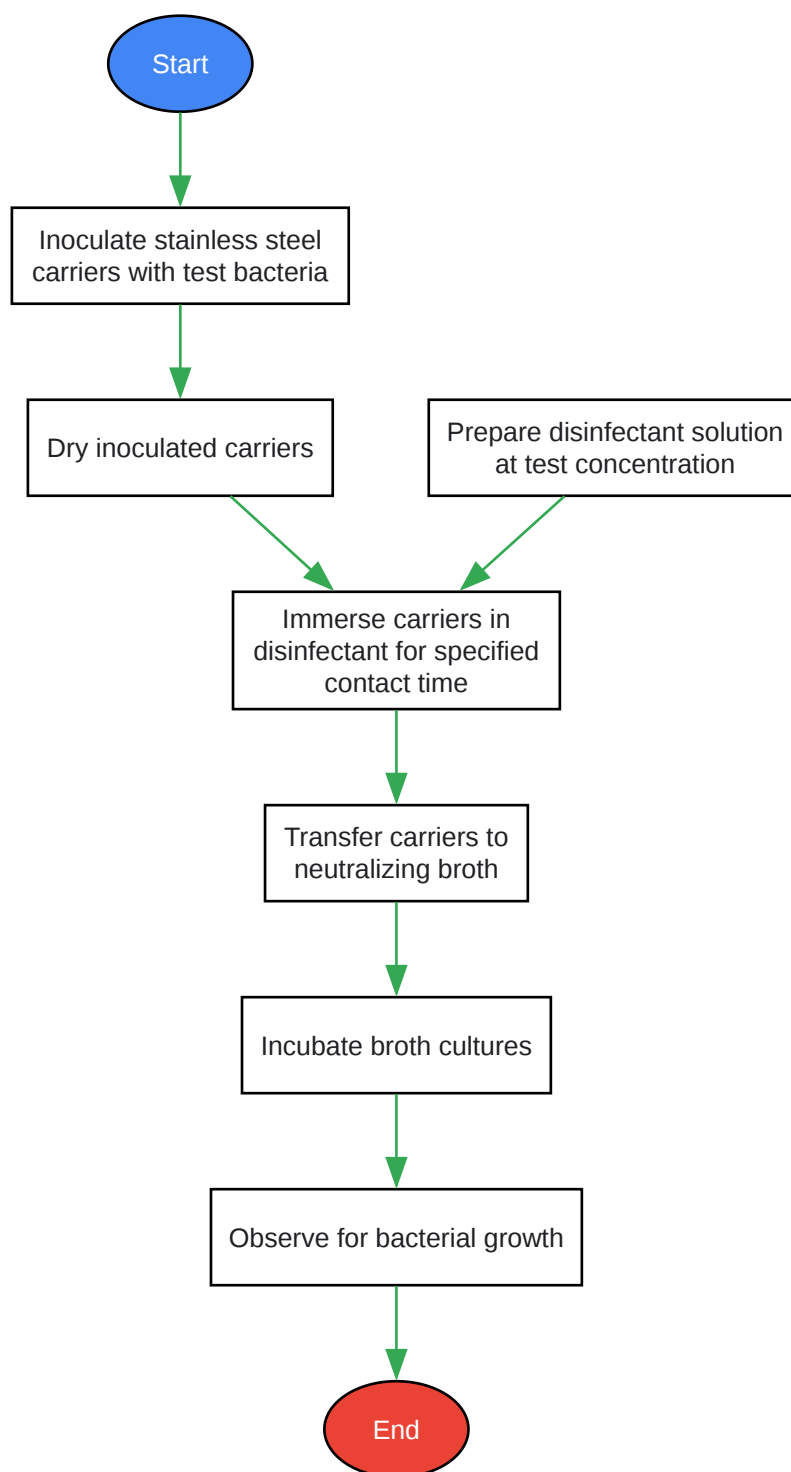 Start
Inoculate stainless steel
carriers with test bacteria
Dry inoculated carriers
Prepare disinfectant solution
at test concentration
Immerse carriers in
disinfectant for specified
contact time
Transfer carriers to
neutralizing broth
Incubate broth cultures
Observe for bacterial growth
End